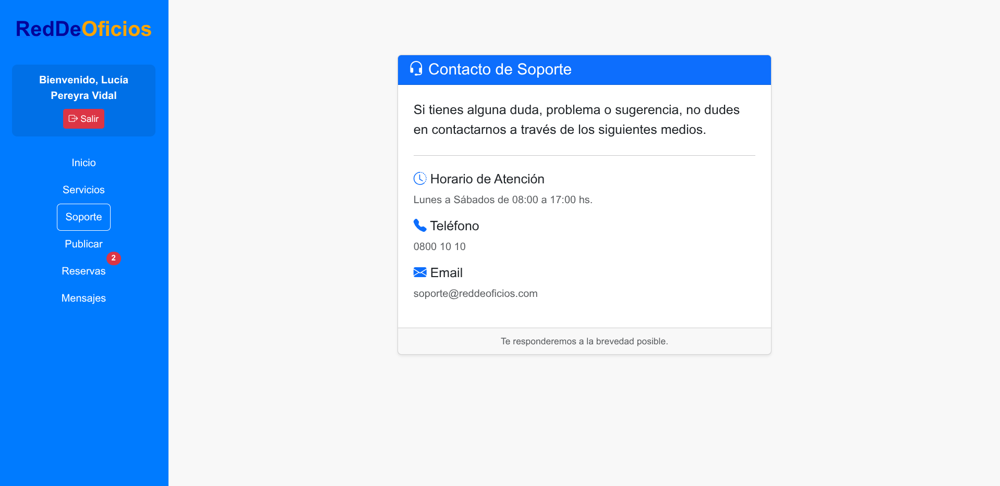 RedDeOficios
Bienvenido, Lucía
Pereyra Vidal
Salir
Inicio
Servicios
Soporte
Publicar
2
Reservas
Mensajes
Contacto de Soporte
Si tienes alguna duda, problema o sugerencia, no dudes
en contactarnos a través de los siguientes medios.
Horario de Atención
Lunes a Sábados de 08:00 a 17:00 hs.
Teléfono
0800 10 10
Email
soporte@reddeoficios.com
Te responderemos a la brevedad posible.